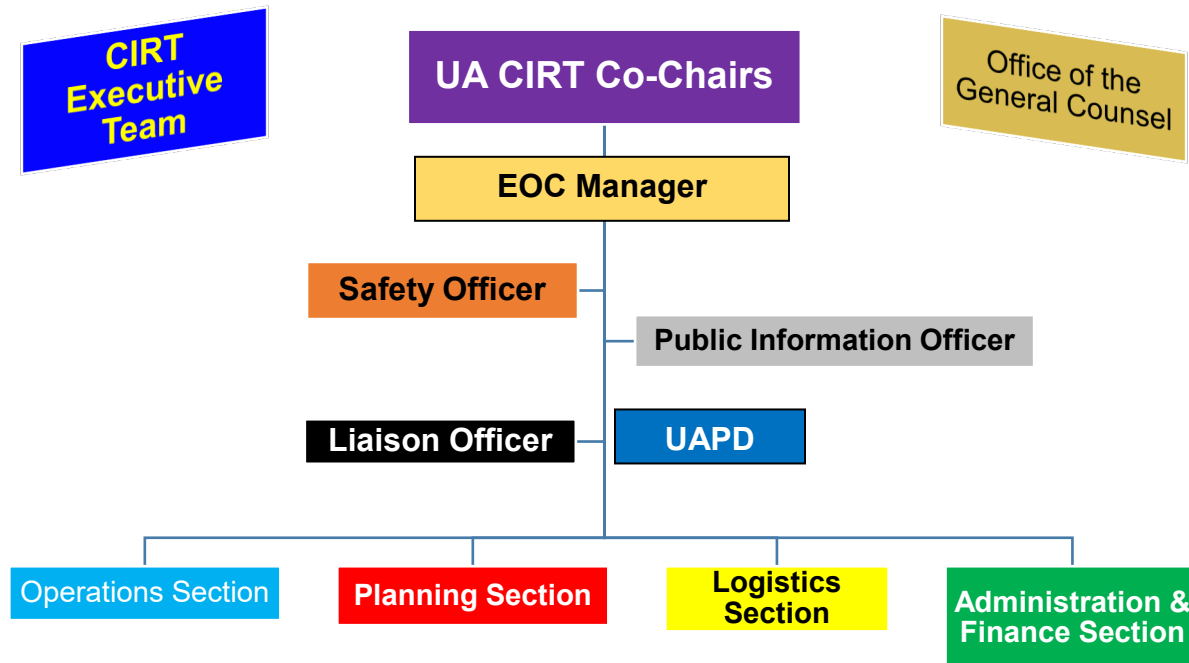 CIRT
Executive
Team
UA CIRT Co-Chairs
Office of the
General Counsel
EOC Manager
Safety Officer
Public Information Officer
Liaison Officer
UAPD
Operations Section
Planning Section
Logistics
Section
Administration &
Finance Section